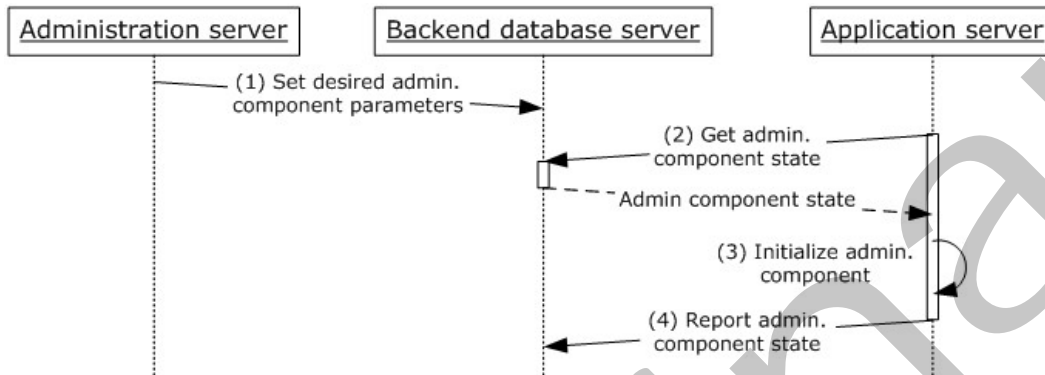 Administration server
Backend database server
Application server
(1) Set desired admin.
component parameters
(2) Get admin.
component state
Admin component state
(3) Initialize admin.
component
(4) Report admin.
component state